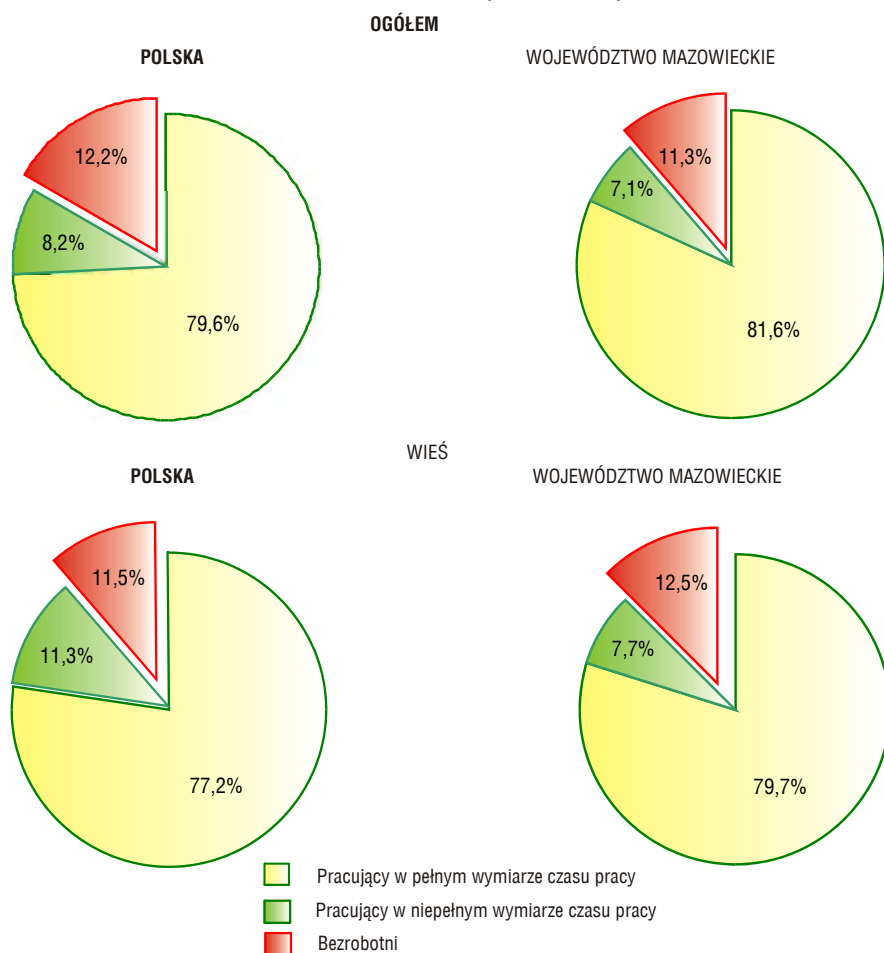 OGÓŁEM
POLSKA
WOJEWÓDZTWO MAZOWIECKIE
12,2%
8,2%
79,6%
11,3%
7,1%
81,6%
WIEŚ
POLSKA
WOJEWÓDZTWO MAZOWIECKIE
11,5%
11,3%
77,2%
12,5%
7,7%
79,7%
Pracujący w pełnym wymiarze czasu pracy
Pracujący w niepełnym wymiarze czasu pracy
Bezrobotni